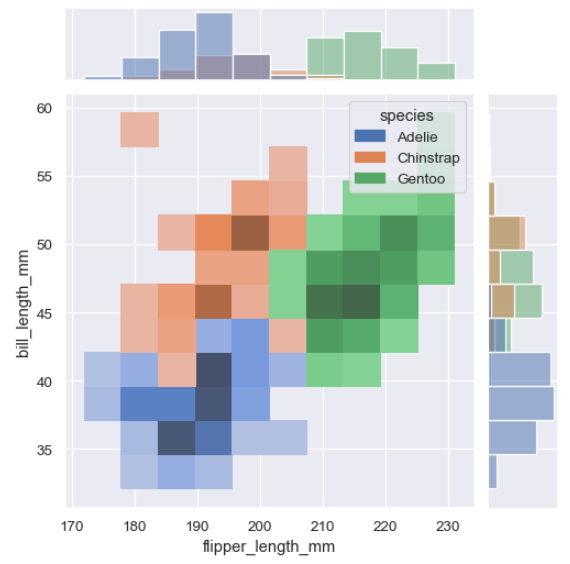 species
Adelie
Chinstrap
Gentoo
60
55
50
45
40
35
bill_length_mm
170 180 190 200 210 220 230
flipper_length_mm